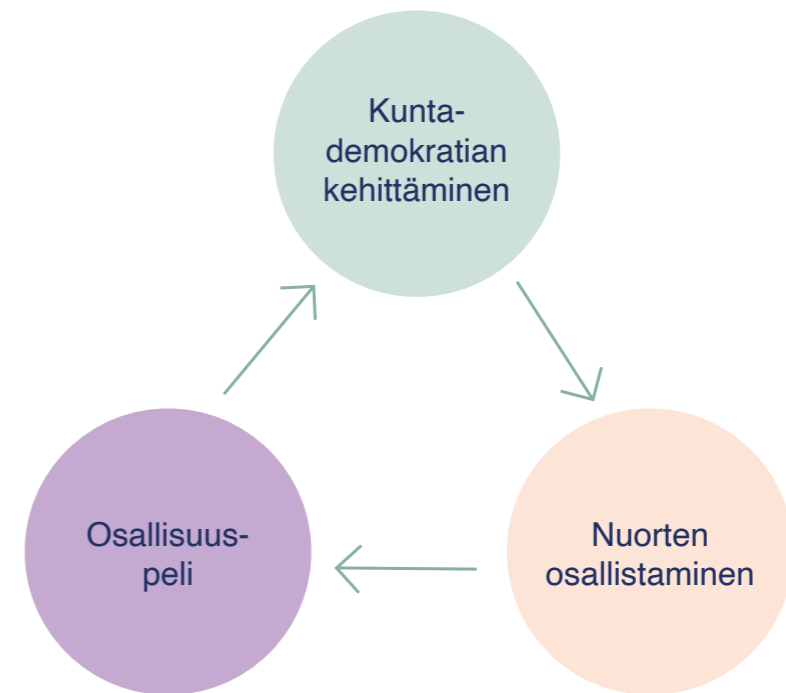 Kunta-
demokratian
kehittäminen
Osallisuus-
peli
Nuorten
osallistaminen